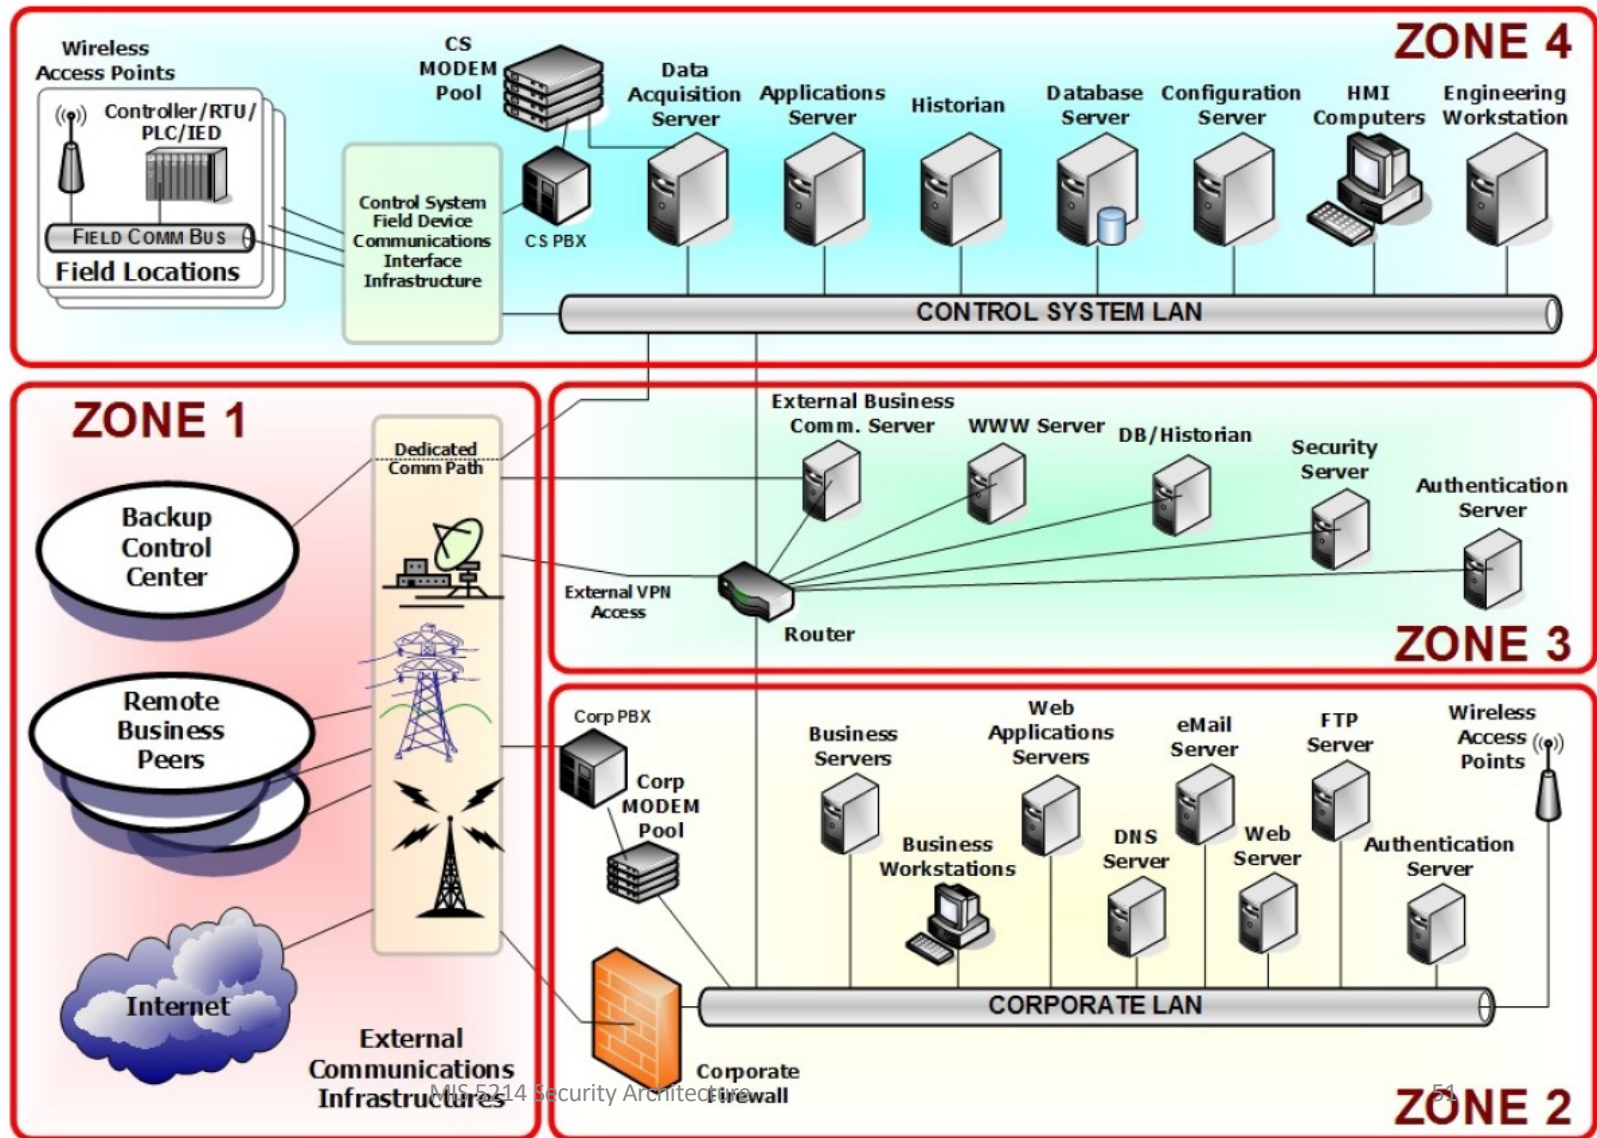 ZONE 4
Wireless
Access Points
Controller/RTU/
PLC/IED
FIELD COMM BUS
Field Locations
Control System
Field Device
Communications
Interface
Infrastructure
CS
MODEM
Pool
CS PBX
Data
Acquisition
Server
Applications
Server
Historian
Database
Server
Configuration
Server
HMI
Computers
Engineering
Workstation
CONTROL SYSTEM LAN
ZONE 1
Dedicated
Comm Path
Backup
Control
Center
Remote
Business
Peers
Internet
External
Communications
Infrastructures
External Business
Comm. Server
WWW Server
DB/Historian
Security
Server
Authentication
Server
External VPN
Access
Router
ZONE 3
Corp PBX
Corp
MODEM
Pool
Business
Servers
Business
Workstations
Web
Applications
Servers
DNS
Server
eMail
Server
Web
Server
FTP
Server
Authentication
Server
Wireless
Access
Points
CORPORATE LAN
Corporate
Firewall
ZONE 2
MIS 5214 Security Architecture
51